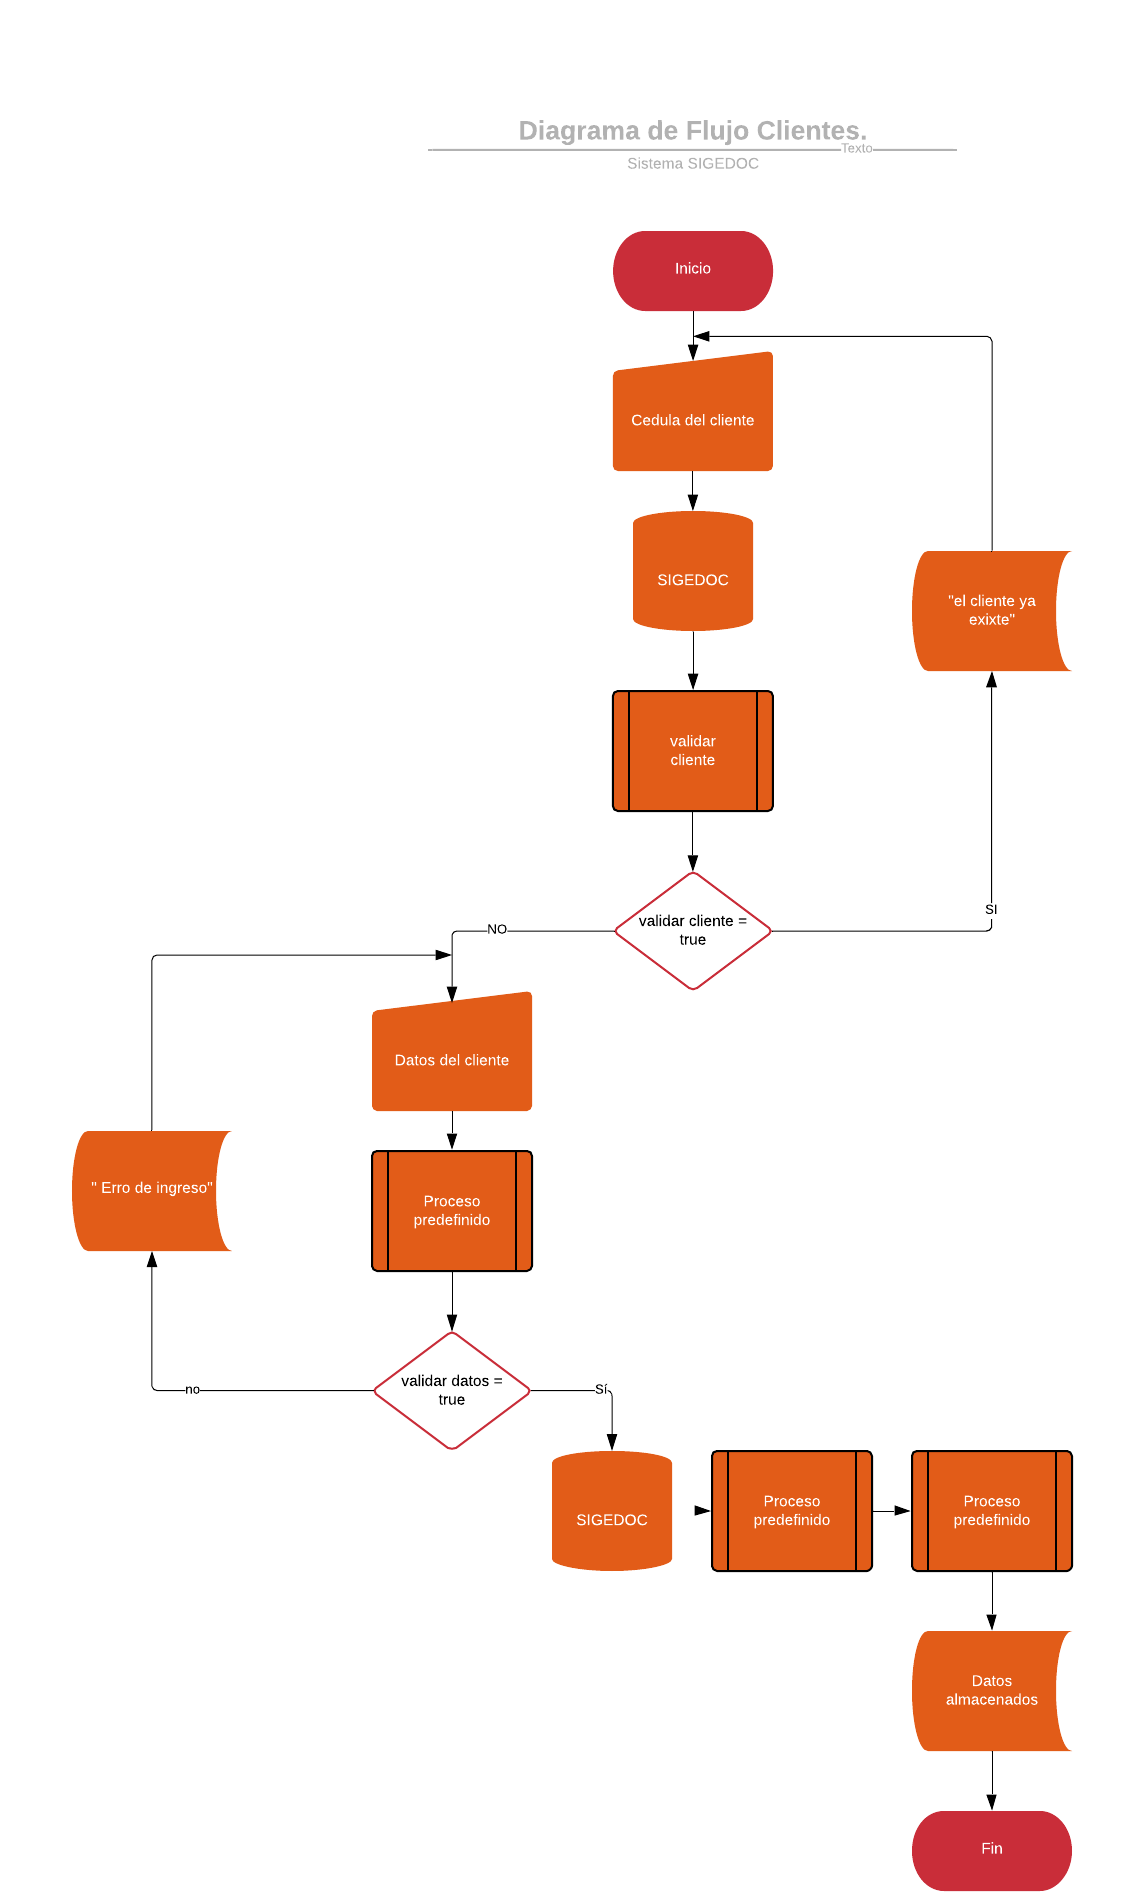 Diagrama de Flujo Clientes.
Texto
Sistema SIGEDOC
Inicio
Cedula del cliente
SIGEDOC
"el cliente ya
exixte"
validar
cliente
validar cliente =
true
SI
NO
Datos del cliente
" Erro de ingreso"
Proceso
predefinido
validar datos =
true
no
Sí
SIGEDOC
Proceso
predefinido
Proceso
predefinido
Datos
almacenados
Fin